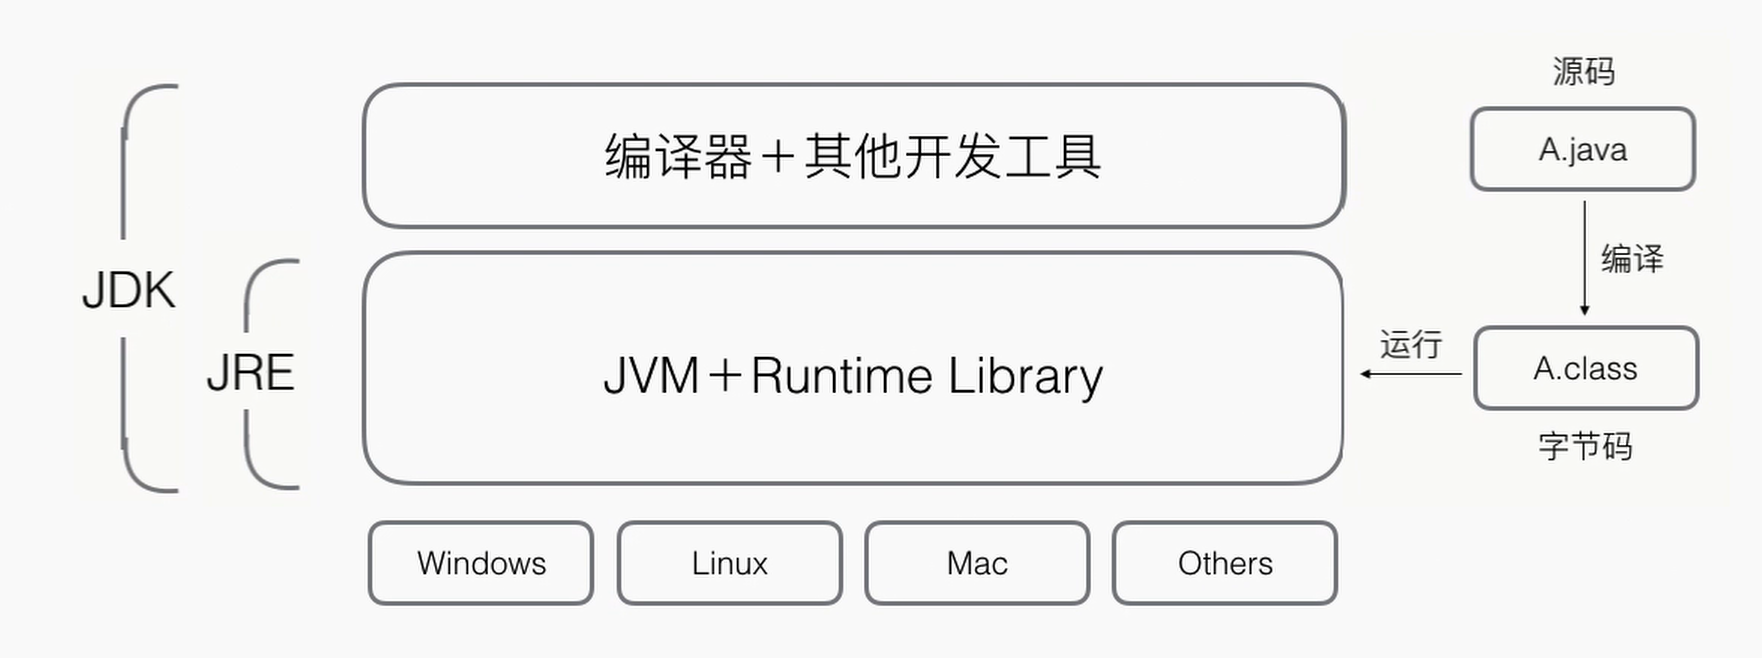 源码
编译器+其他开发工具
A.java
JDK
编译
JRE
JVM+Runtime Library
运行
A.class
字节码
Windows
Linux
Mac
Others